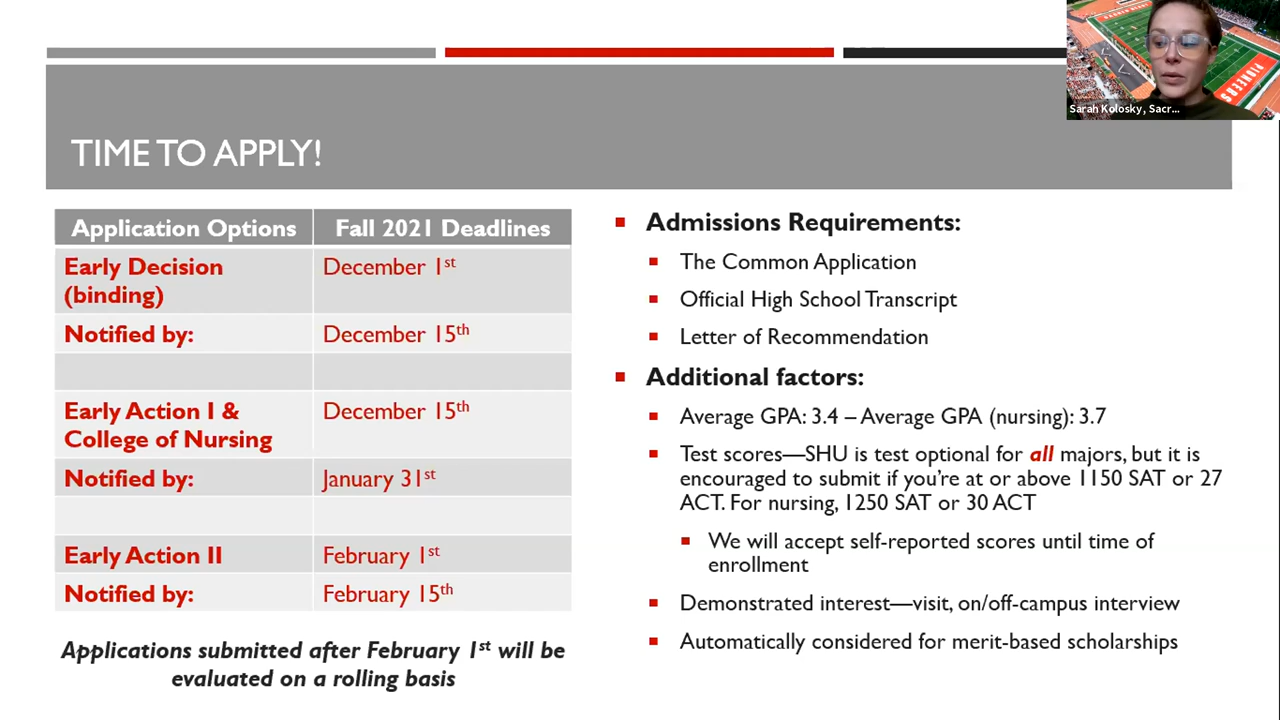 TIME TO APPLY!
PIONEERS
Sarah Kolosky, Sacr...
Application Options Fall 2021 Deadlines
Early Decision December 1st
(binding)
Notified by: December 15th
Early Action I & December 15th
College of Nursing
Notified by: January 31st
Early Action II February 1st
Notified by: February 15th
Applications submitted after February 1st will be
evaluated on a rolling basis
Admissions Requirements:
The Common Application
Official High School Transcript
Letter of Recommendation
Additional factors:
Average GPA: 3.4 – Average GPA (nursing): 3.7
Test scores—SHU is test optional for all majors, but it is
encouraged to submit if you're at or above 1150 SAT or 27
ACT. For nursing, 1250 SAT or 30 ACT
We will accept self-reported scores until time of
enrollment
Demonstrated interest—visit, on/off-campus interview
Automatically considered for merit-based scholarships